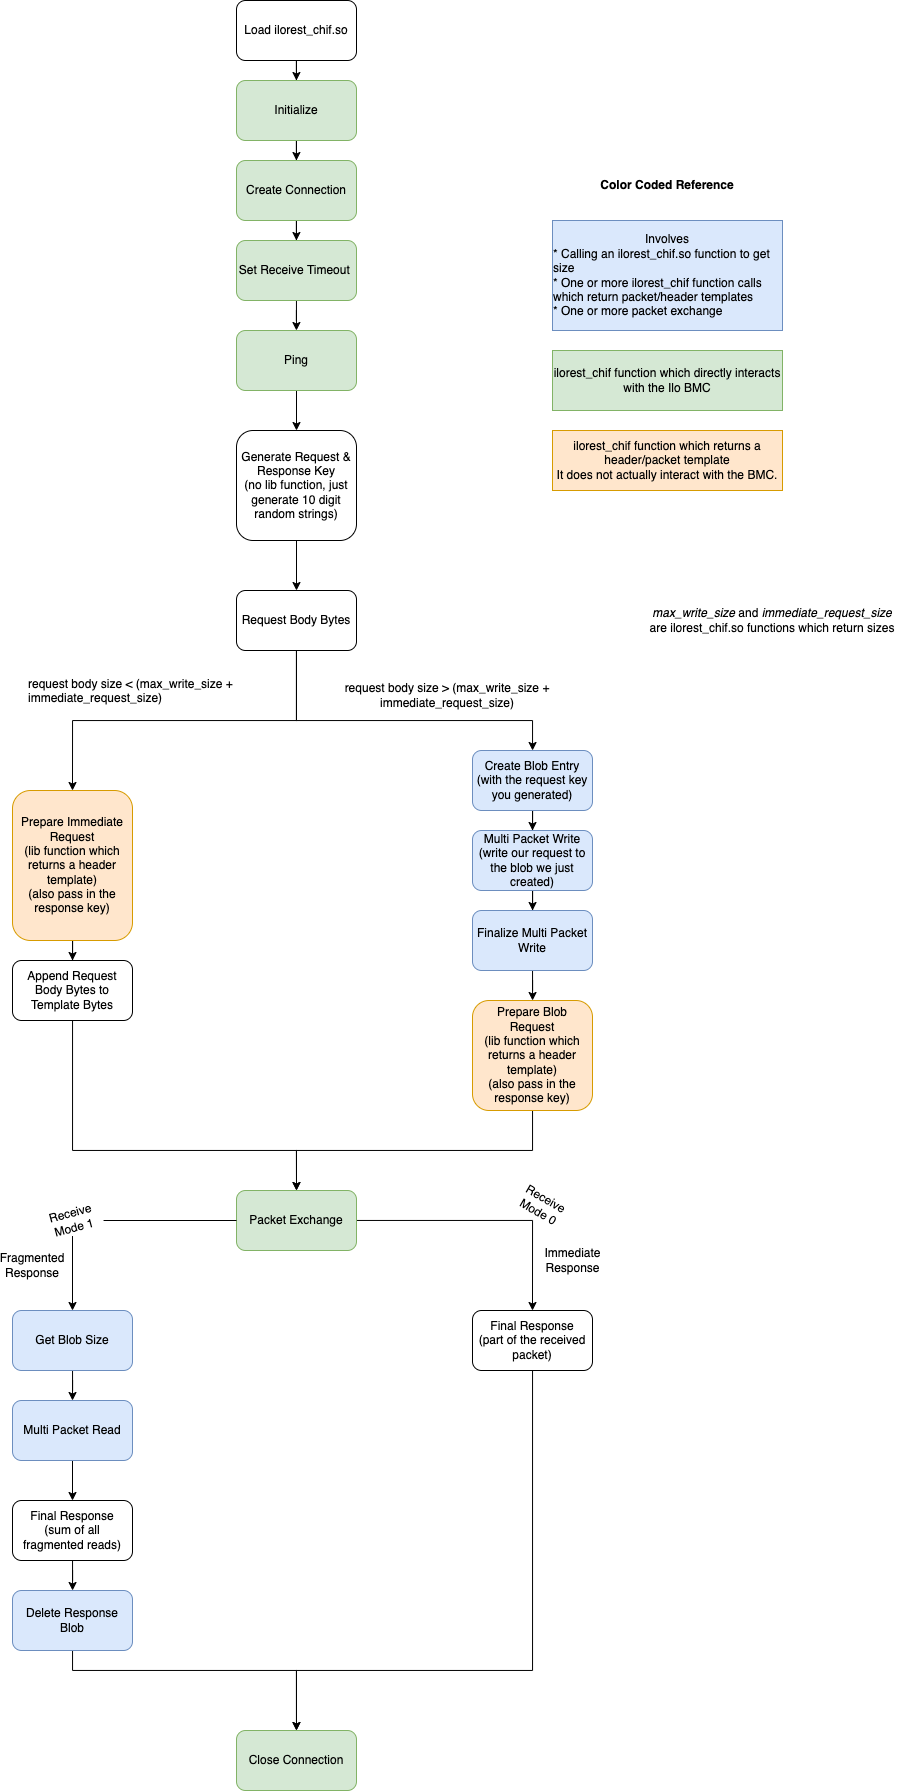 Load ilorest_chif.so
Initialize
Create Connection
Set Receive Timeout
Ping
Generate Request &
Response Key
(no lib function, just
generate 10 digit
random strings)
Request Body Bytes
Color Coded Reference
Involves
* Calling an ilorest_chif.so function to get
size
* One or more ilorest_chif function calls
which return packet/header templates
* One or more packet exchange
ilorest_chif function which directly interacts
with the Ilo BMC
ilorest_chif function which returns a
header/packet template
It does not actually interact with the BMC.
max_write_size and immediate_request_size
are ilorest_chif.so functions which return sizes
request body size < (max_write_size +
immediate_request_size)
request body size > (max_write_size +
immediate_request_size)
Prepare Immediate
Request
(lib function which
returns a header
template)
(also pass in the
response key)
Append Request
Body Bytes to
Template Bytes
Create Blob Entry
(with the request key
you generated)
Multi Packet Write
(write our request to
the blob we just
created)
Finalize Multi Packet
Write
Prepare Blob
Request
(lib function which
returns a header
template)
(also pass in the
response key)
Packet Exchange
Receive
Mode 1
Fragmented
Response
Receive
Mode 0
Immediate
Response
Get Blob Size
Multi Packet Read
Final Response
(sum of all
fragmented reads)
Delete Response
Blob
Final Response
(part of the received
packet)
Close Connection